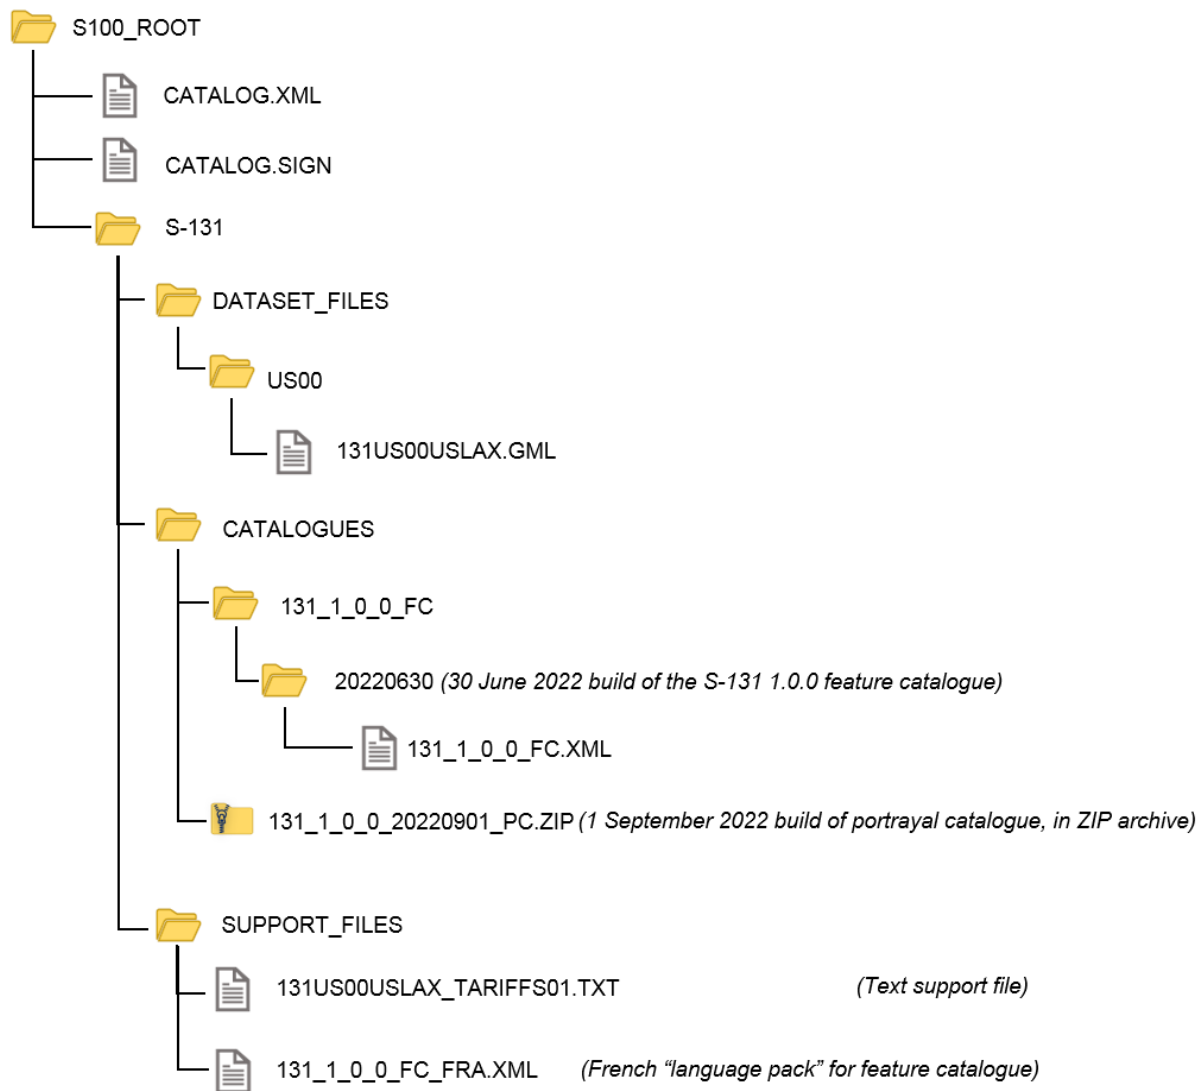 S100_ROOT
CATALOG.XML
CATALOG.SIGN
S-131
DATASET_FILES
US00
131US00USLAX.GML
CATALOGUES
131_1_0_0_FC
20220630 (30 June 2022 build of the S-131 1.0.0 feature catalogue)
131_1_0_0_FC.XML
131_1_0_0_20220901_PC.ZIP (1 September 2022 build of portrayal catalogue, in ZIP archive)
SUPPORT_FILES
131US00USLAX_TARIFFS01.TXT (Text support file)
131_1_0_0_FC_FRA.XML (French “language pack” for feature catalogue)